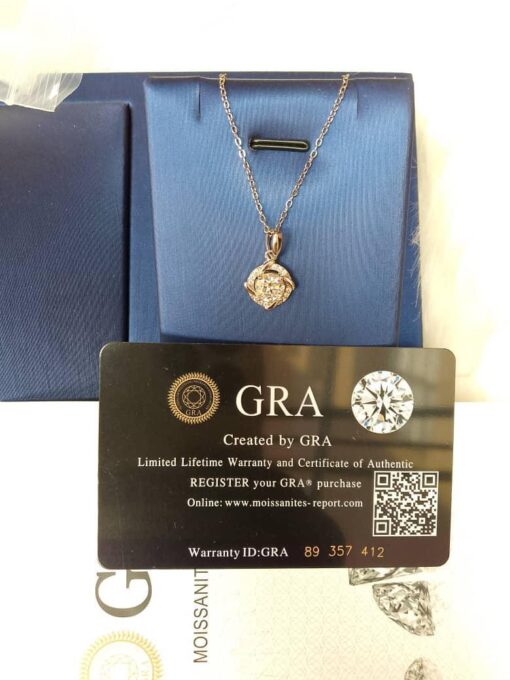 GRA
GRA
Created by GRA
Limited Lifetime Warranty and Certificate of Authentic
REGISTER your GRA® purchase
Online: www.moissanites-report.com
Warranty ID:GRA 89 357 412
G
MOISSANIT